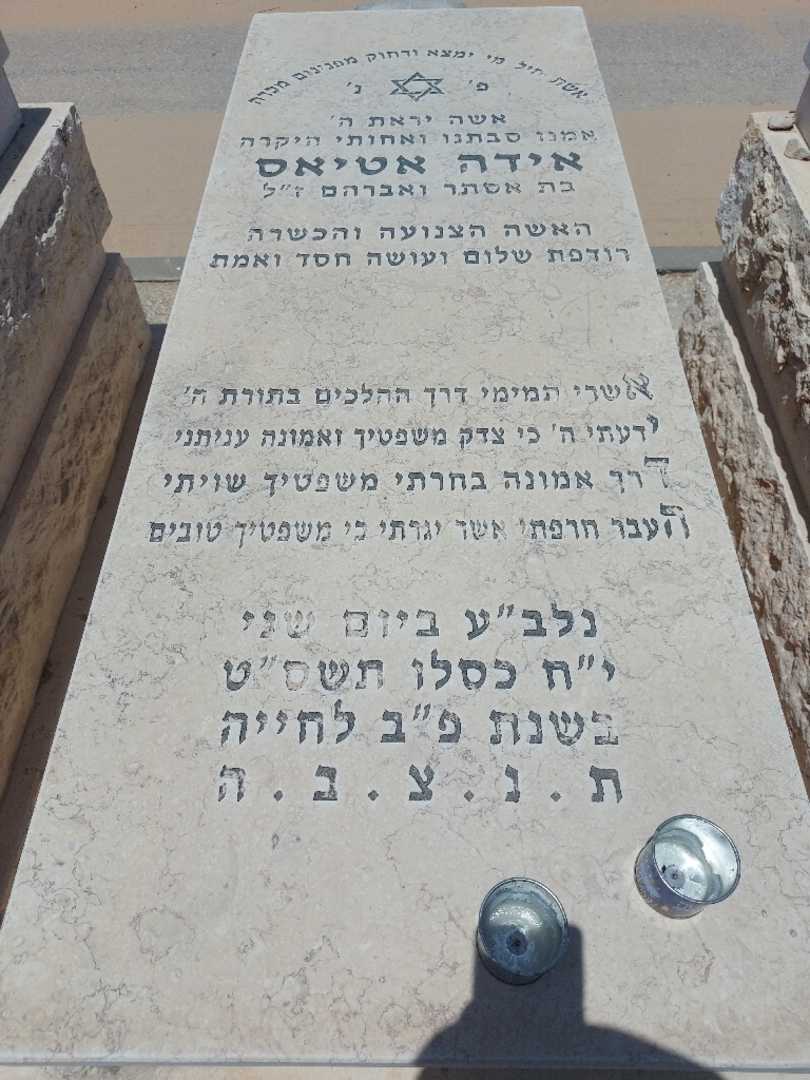 אשת חיל מי ימצא ורחוק מפנינים מכרה
פ' נ'
אשה יראת ה'
אמנו סבתנו ואחותי היקרה
אידה אטיאס
בת אסתר ואברהם ז"ל
האשה הצנועה והכשרה
רודפת שלום ועושה חסד ואמת
אשרי תמימי דרך ההלכים בתורת ה'
ידעתי ה' כי צדק משפטיך ואמונה עניתני
דרך אמונה בחרתי משפטיך שויתי
העבר חרפתי אשר יגרתי כי משפטיך טובים
נלב"ע ביום שני
י"ח כסלו תשס"ט
בשנת פ"ב לחייה
ת . נ . צ . ב . ה